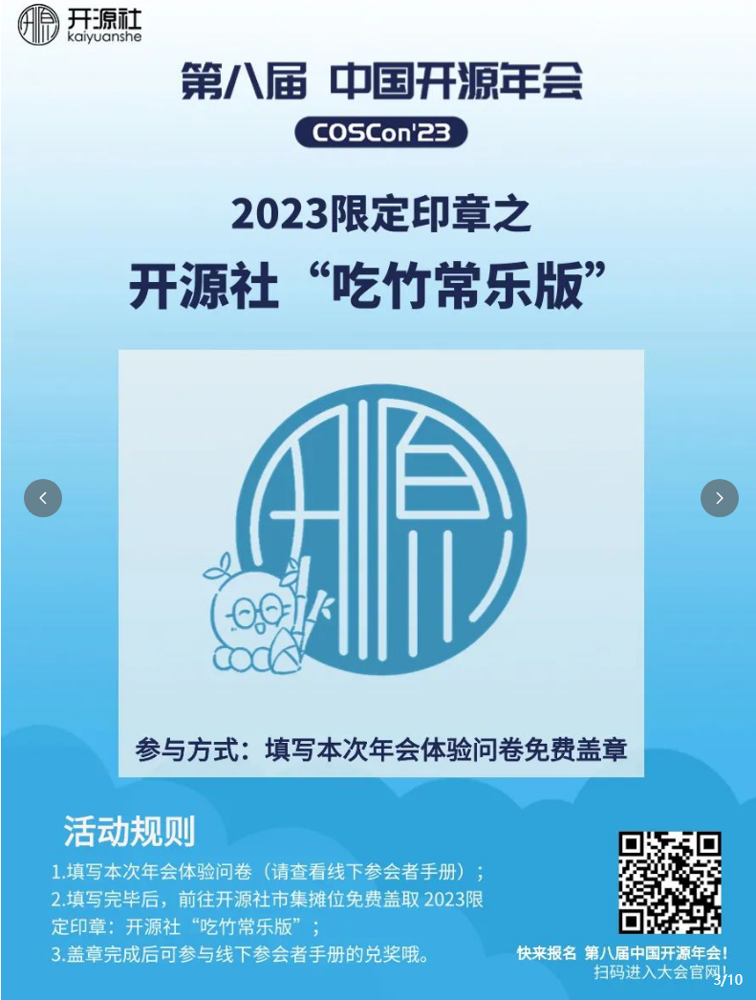 开源社
kaiyuanshe
第八届 中国开源年会
COSCon'23
2023限定印章之
开源社“吃竹常乐版”
参与方式：填写本次年会体验问卷免费盖章
活动规则
1.填写本次年会体验问卷（请查看线下参会者手册）；
2.填写完毕后，前往开源社市集摊位免费盖取 2023限
定印章：开源社“吃竹常乐版”；
3.盖章完成后可参与线下参会者手册的兑奖哦。
快来报名 第八届中国开源年会！
扫码进入大会官网！
3/10